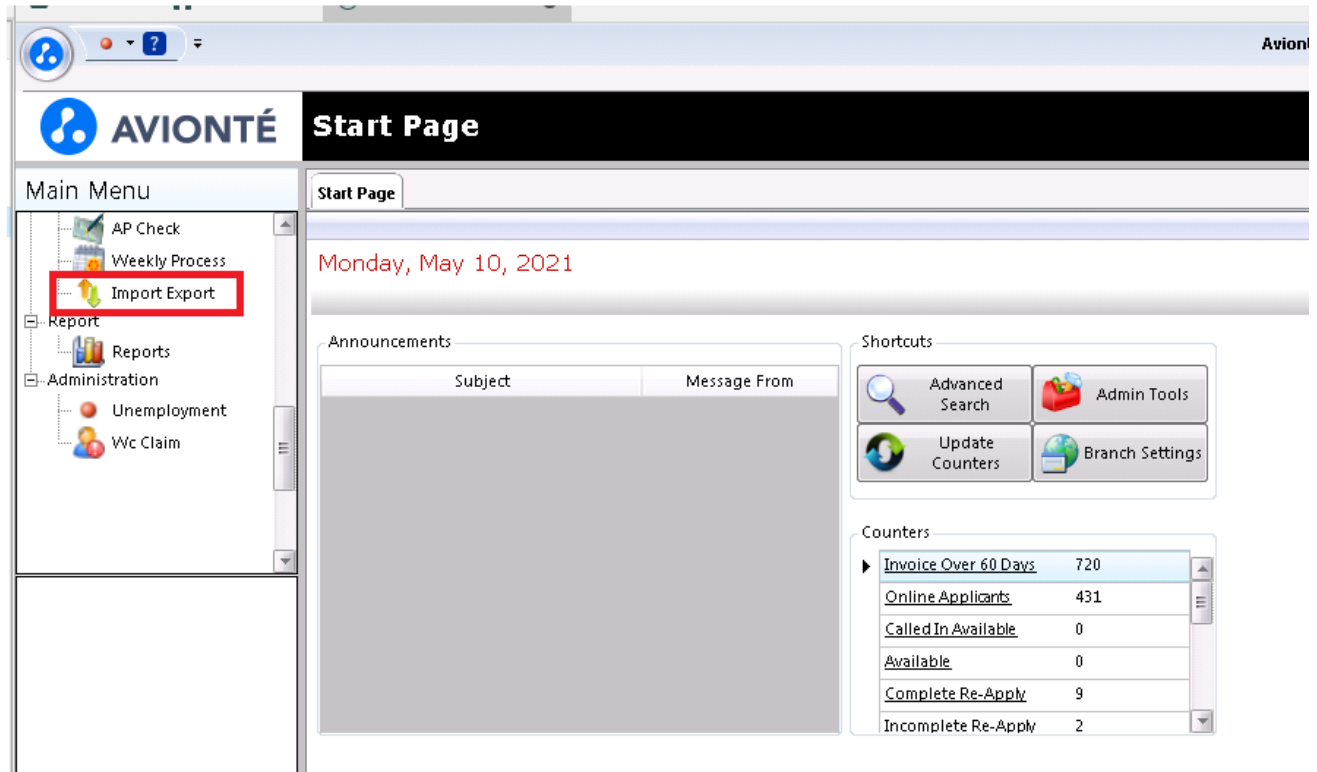 ?
Avion
AVIONTÉ
Start Page
Main Menu
Start Page
AP Check
Weekly Process
Import Export
Report
Reports
Administration
Unemployment
Wc Claim
Monday, May 10, 2021
Announcements
Subject Message From
Shortcuts
Advanced Search
Admin Tools
Update Counters
Branch Settings
Counters
Invoice Over 60 Days 720
Online Applicants 431
Called In Available 0
Available 0
Complete Re-Apply 9
Incomplete Re-Apply 2